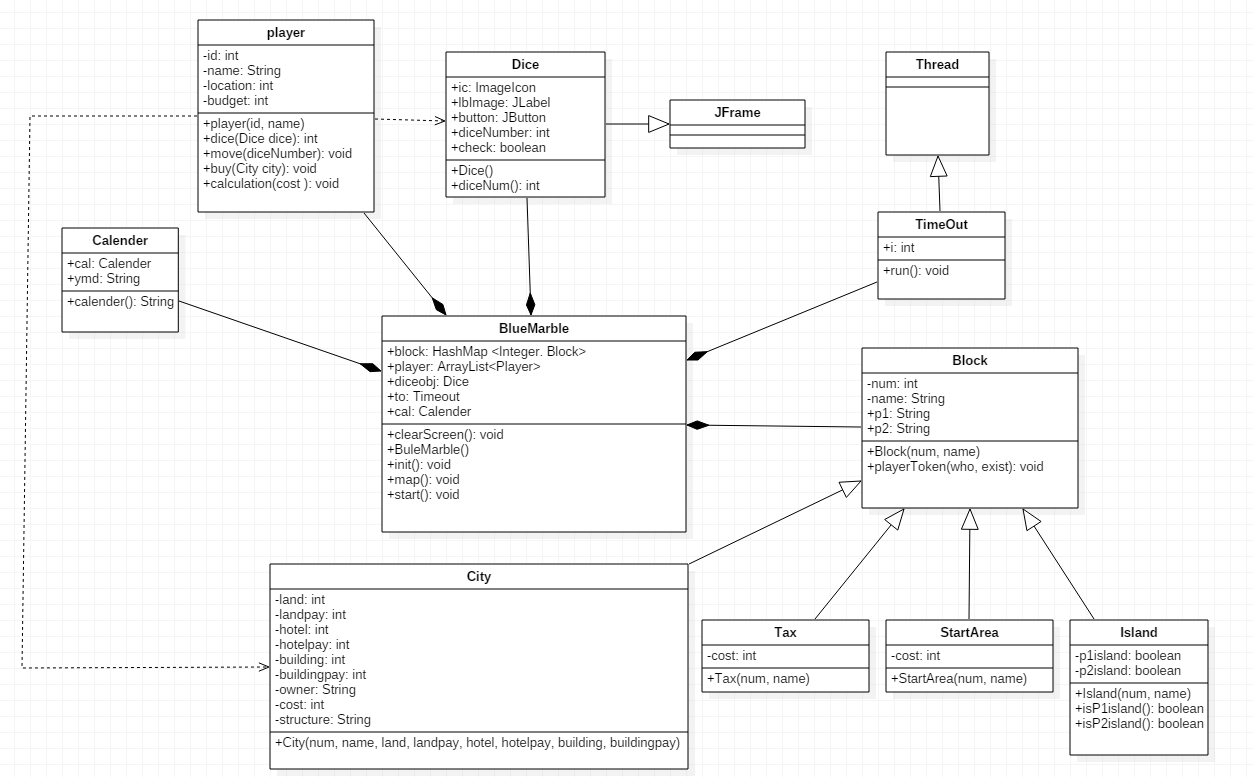 player
-id: int
-name: String
-location: int
-budget: int
+player(id, name)
+dice(Dice dice): int
+move(diceNumber): void
+buy(City city): void
+calculation(cost ): void
Dice
+ic: ImageIcon
+lbImage: JLabel
+button: JButton
+diceNumber: int
+check: boolean
+Dice()
+diceNum(): int
JFrame
Thread
TimeOut
+i: int
+run(): void
Calender
+cal: Calender
+ymd: String
+calender(): String
BlueMarble
+block: HashMap <Integer. Block>
+player: ArrayList<Player>
+diceobj: Dice
+to: Timeout
+cal: Calender
+clearScreen(): void
+BuleMarble()
+init(): void
+map(): void
+start(): void
Block
-num: int
-name: String
+p1: String
+p2: String
+Block(num, name)
+playerToken(who, exist): void
City
-land: int
-landpay: int
-hotel: int
-hotelpay: int
-building: int
-buildingpay: int
-owner: String
-cost: int
-structure: String
+City(num, name, land, landpay, hotel, hotelpay, building, buildingpay)
Tax
-cost: int
+Tax(num, name)
StartArea
-cost: int
+StartArea(num, name)
Island
-p1island: boolean
-p2island: boolean
+Island(num, name)
+isP1island(): boolean
+isP2island(): boolean